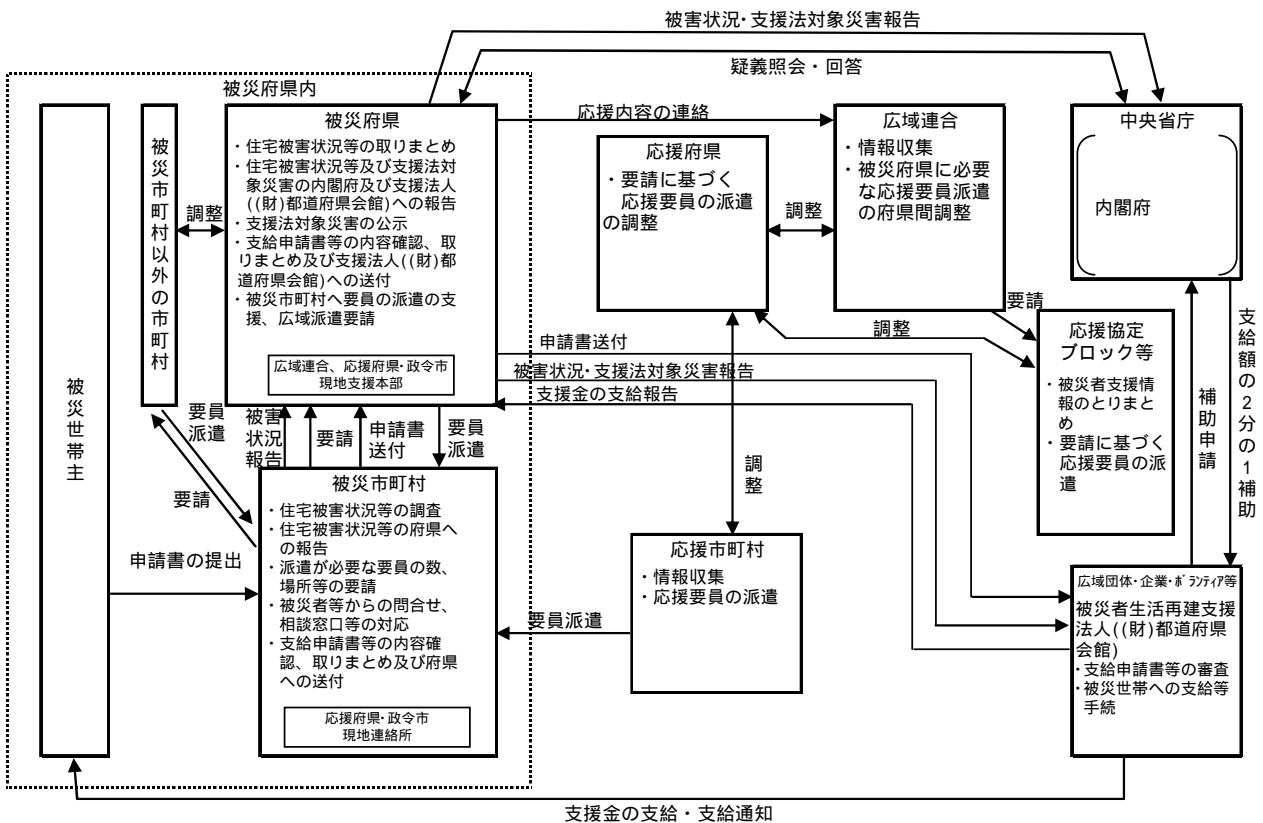 被害状況・支援法対象災害報告
疑義照会・回答
被災府県内
被災世帯主
被災市町村以外の市町村
調整
被災府県
・住宅被害状況等の取りまとめ
・住宅被害状況等及び支援法対
象災害の内閣府及び支援法人
((財)都道府県会館)への報告
・支援法対象災害の公示
・支給申請書等の内容確認、取
りまとめ及び支援法人((財)都
道府県会館)への送付
・被災市町村へ要員の派遣の支
援、広域派遣要請
広域連合、応援府県・政令市
現地支援本部
応援内容の連絡
応援府県
・要請に基づく
応援要員の派遣
の調整
調整
広域連合
・情報収集
・被災府県に必要
な応援要員派遣
の府県間調整
中央省庁
内閣府
要請
調整
応援協定
ブロック等
・被災者支援情
報のとりまと
め
・要請に基づく
応援要員の派
遣
補助申請
支給額の2分の1補助
申請書送付
被害状況・支援法対象災害報告
支援金の支給報告
要員
派遣
要請
被害
状況
報告
要請
申請書
送付
要員
派遣
調整
被災市町村
・住宅被害状況等の調査
・住宅被害状況等の府県へ
の報告
・派遣が必要な要員の数、
場所等の要請
・被災者等からの問合せ、
相談窓口等の対応
・支給申請書等の内容確
認、取りまとめ及び府県
への送付
応援府県・政令市
現地連絡所
申請書の提出
要員派遣
応援市町村
・情報収集
・応援要員の派遣
広域団体・企業・ボランティア等
被災者生活再建支援
法人((財)都道府県
会館)
・支給申請書等の審査
・被災世帯への支給等
手続
支援金の支給・支給通知